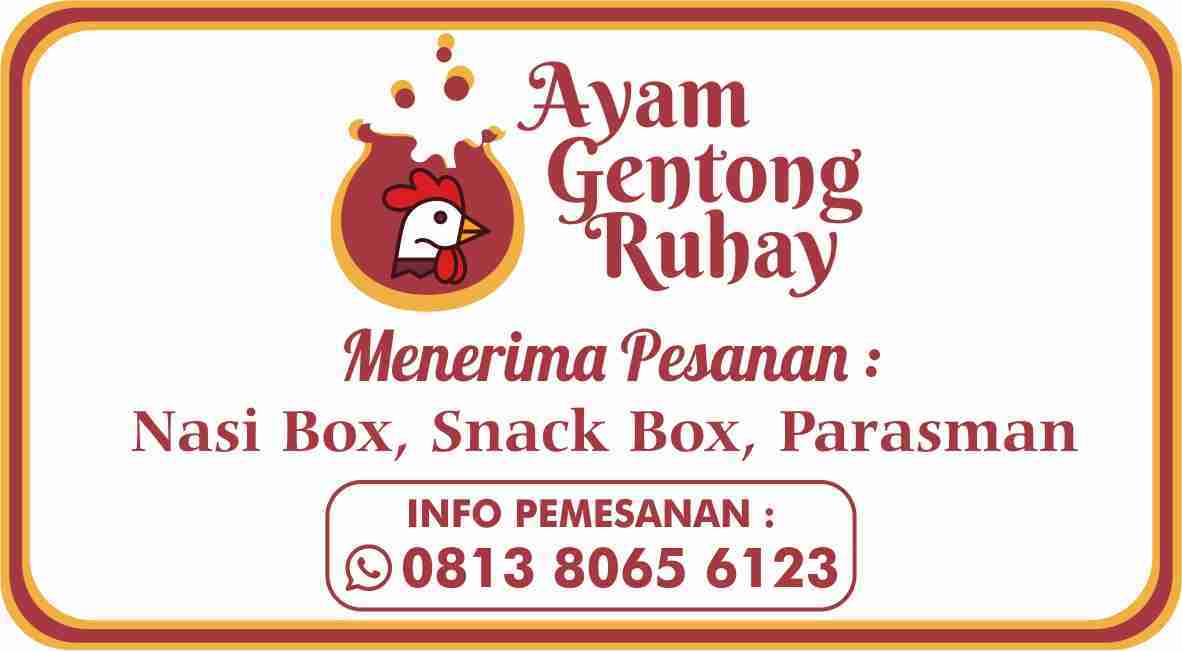 Ayam
Gentong
Ruhay
Menerima Pesanan :
Nasi Box, Snack Box, Parasman
INFO PEMESANAN :
0813 8065 6123